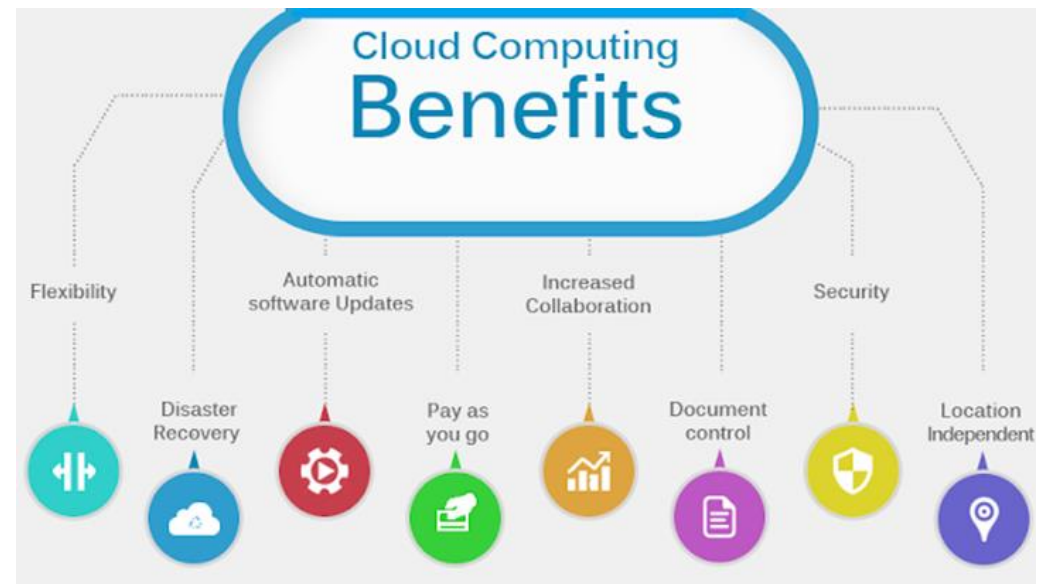 Cloud Computing
Benefits
Flexibility
Disaster
Recovery
Automatic
software Updates
Pay as
you go
Increased
Collaboration
Document
control
Security
Location
Independent